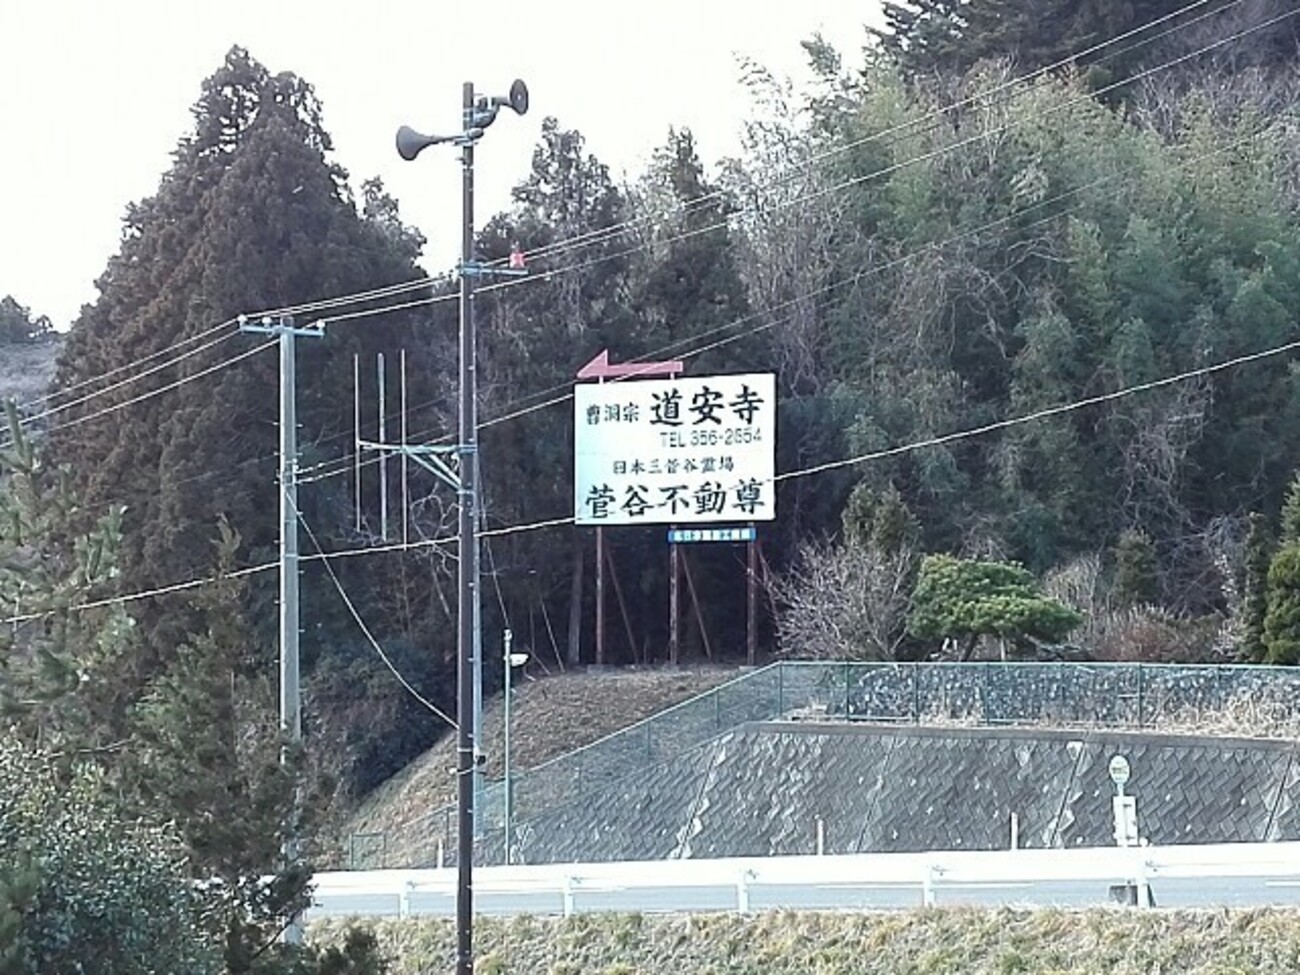 曹洞宗 道安寺
TEL 356-2654
日本三菅谷霊場
菅谷不動尊